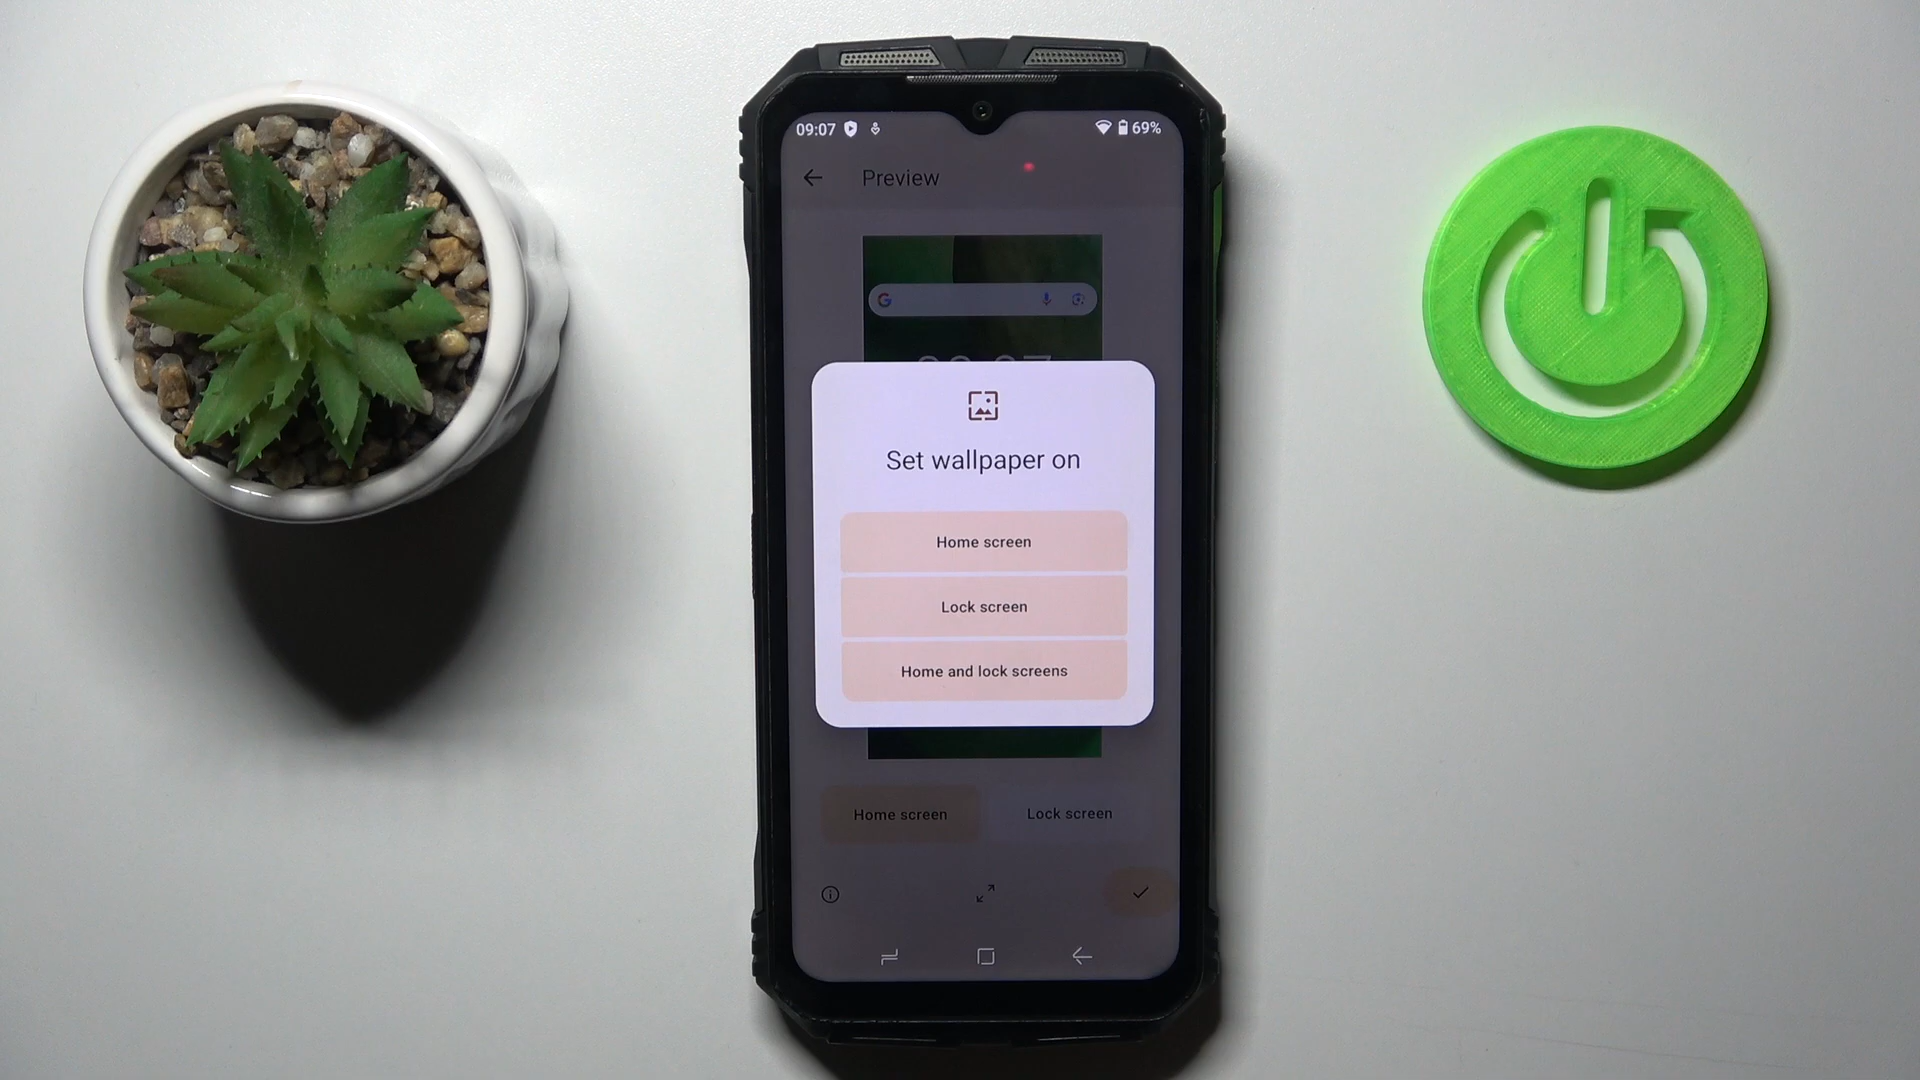 09:07 69%
Preview
G
Set wallpaper on
Home screen
Lock screen
Home and lock screens
Home screen Lock screen